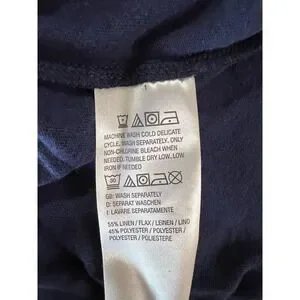 MACHINE WASH COLD DELICATE
CYCLE, WASH SEPARATELY, ONLY
NON-CHLORINE BLEACH WHEN
NEEDED. TUMBLE DRY LOW, LOW
IRON IF NEEDED
30
GB: WASH SEPARATELY
D: SEPARAT WASCHEN
I: LAVARE SEPARATAMENTE
55% LINEN / FLAX / LEINEN / LINO
45% POLYESTER / POLYESTER /
POLYESTER / POLIESTERE